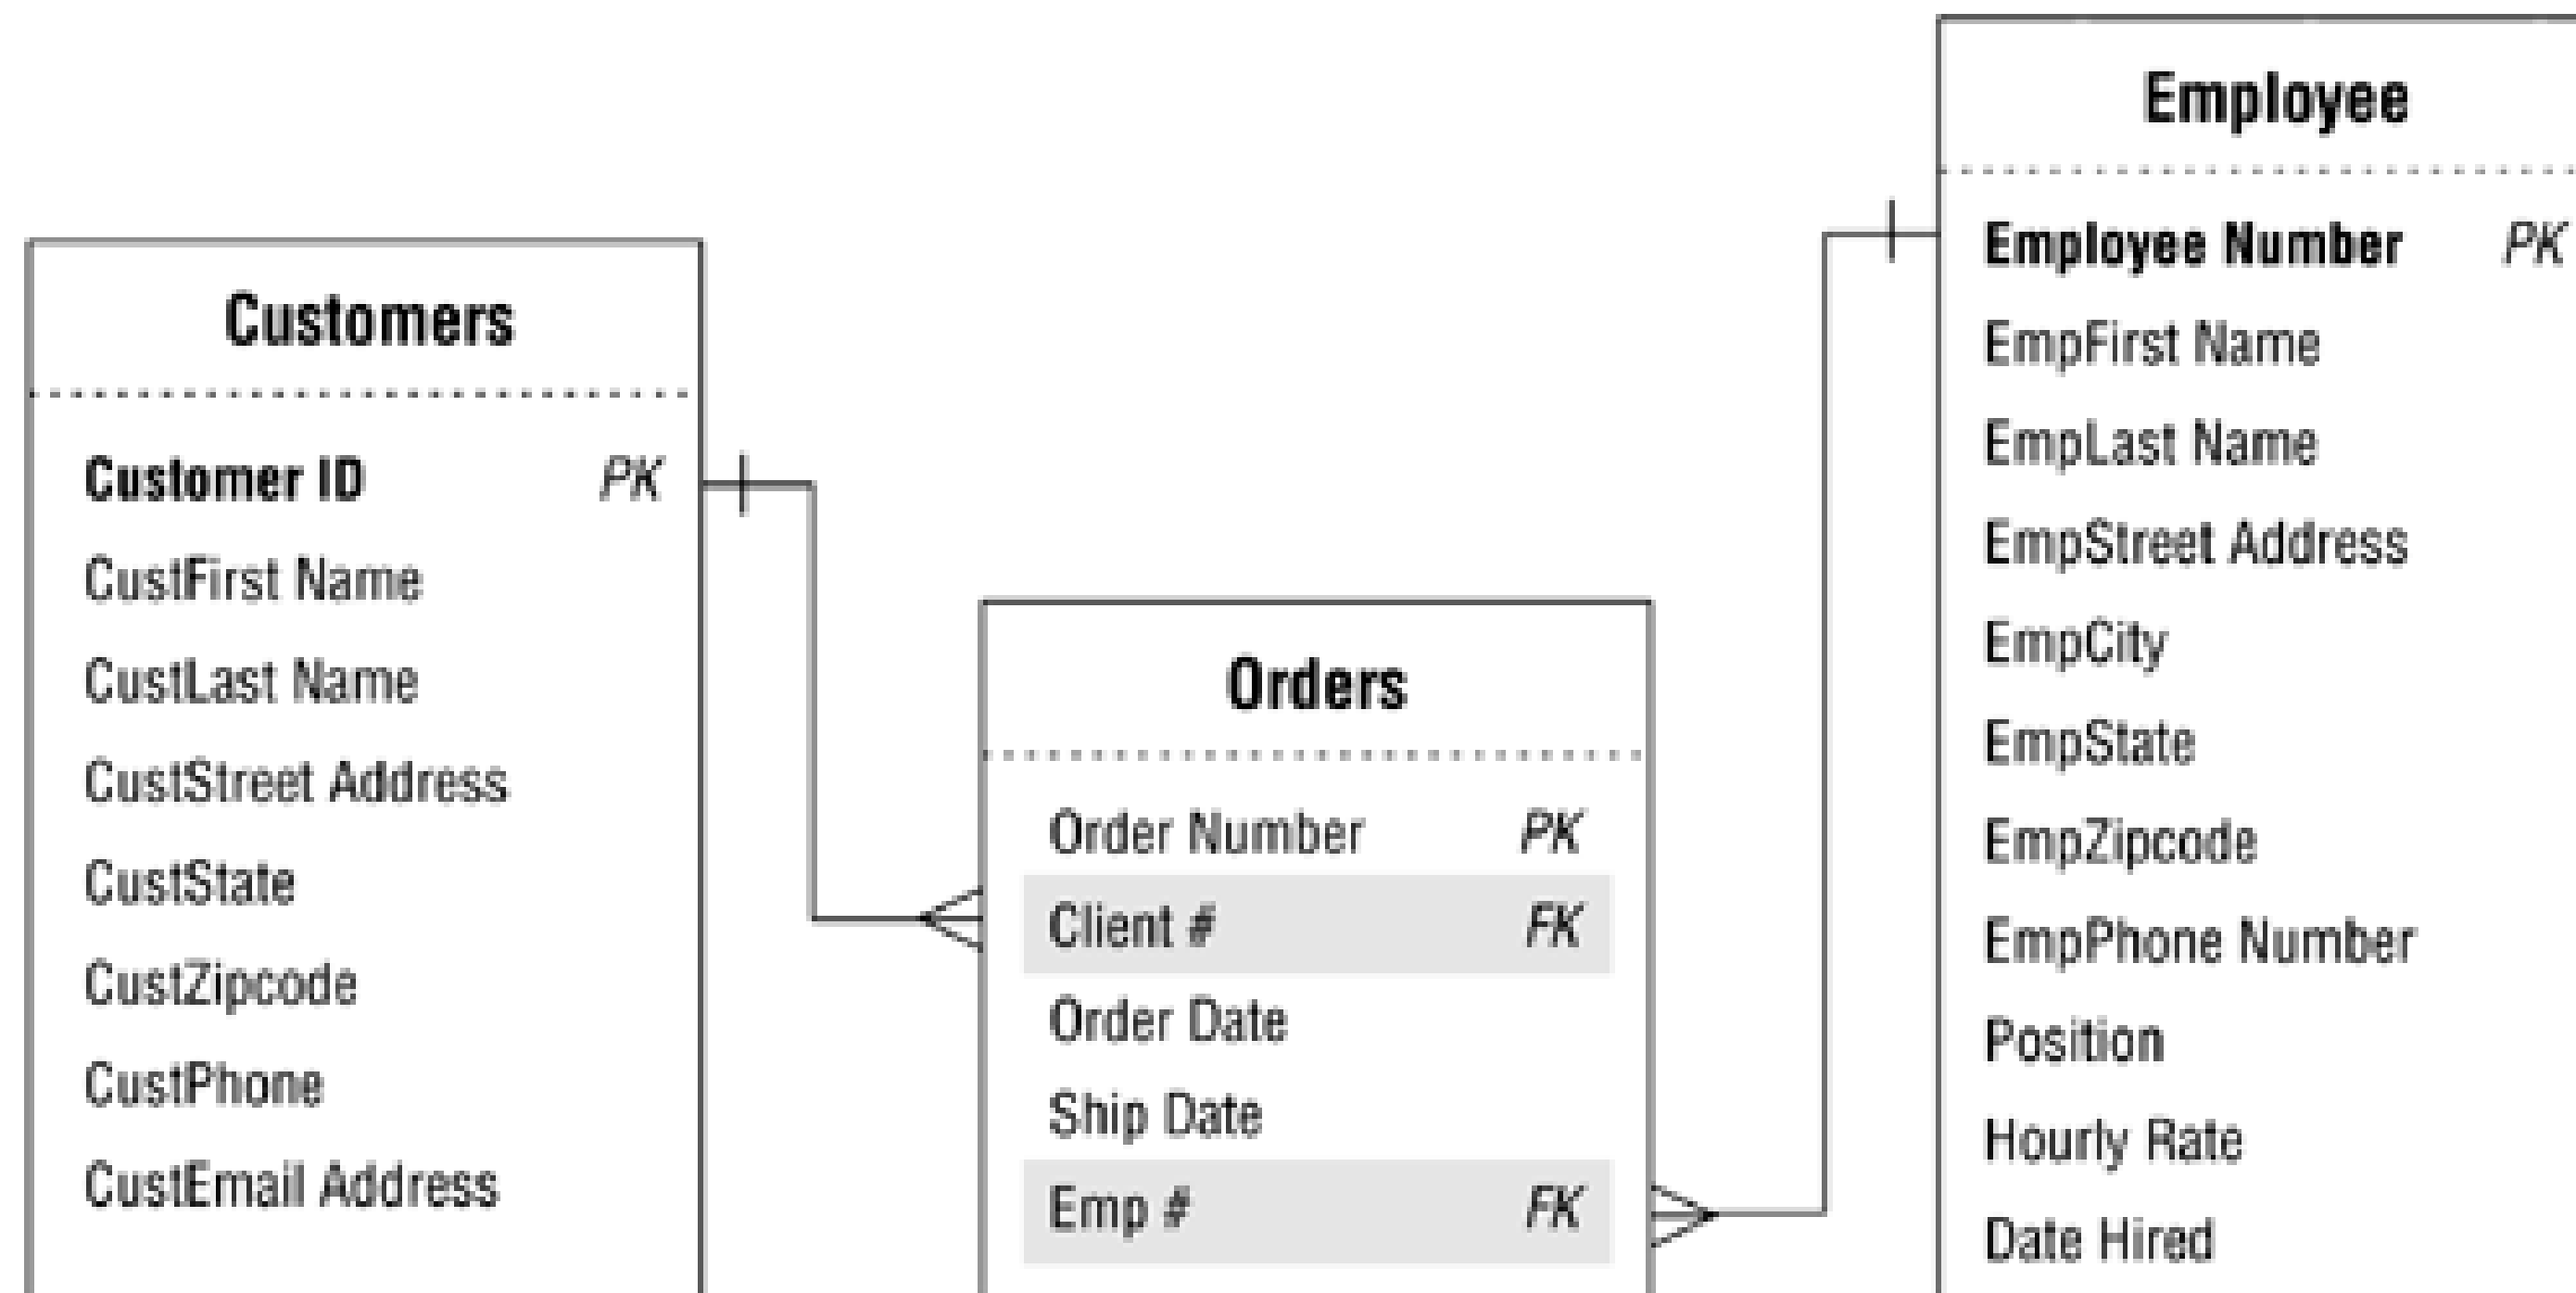 Customers
Customer ID PK
CustFirst Name
CustLast Name
CustStreet Address
CustState
CustZipcode
CustPhone
CustEmail Address
Orders
Order Number PK
Client # FK
Order Date
Ship Date
Emp # FK
Employee
Employee Number PK
EmpFirst Name
EmpLast Name
EmpStreet Address
EmpCity
EmpState
EmpZipcode
EmpPhone Number
Position
Hourly Rate
Date Hired